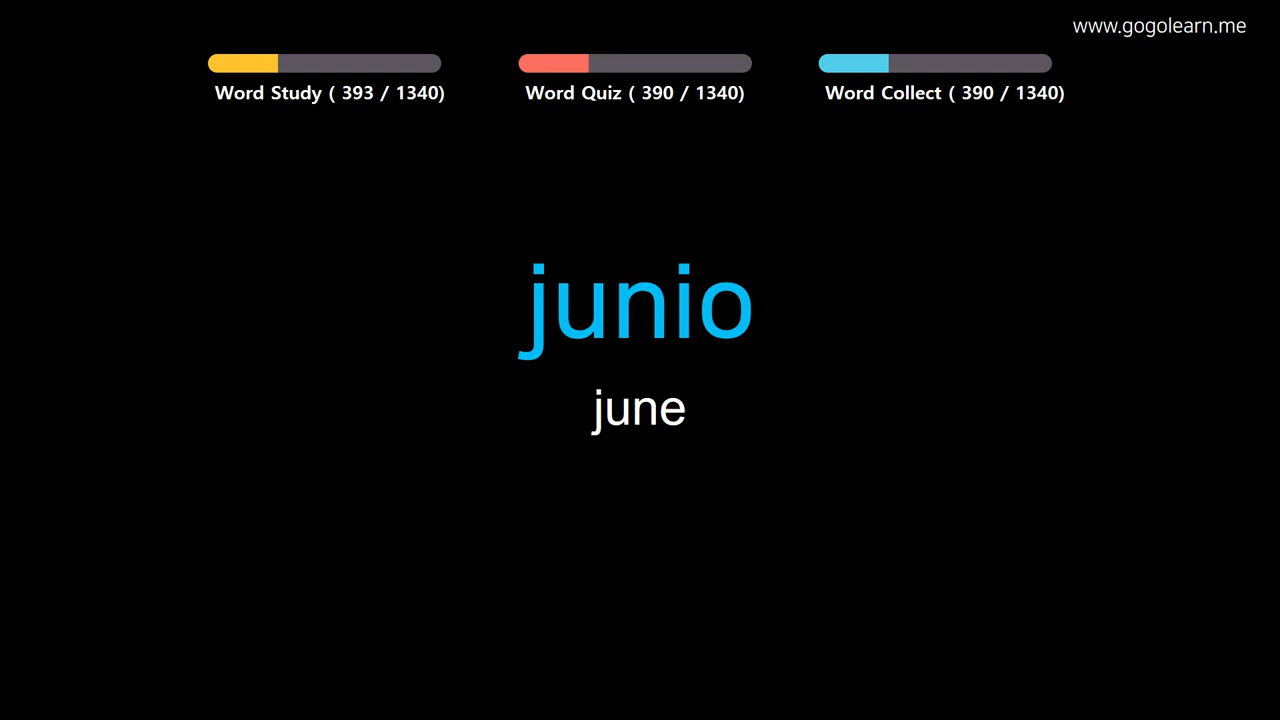 www.gogolearn.me
Word Study ( 393 / 1340)
Word Quiz ( 390 / 1340)
Word Collect ( 390 / 1340)
junio
june